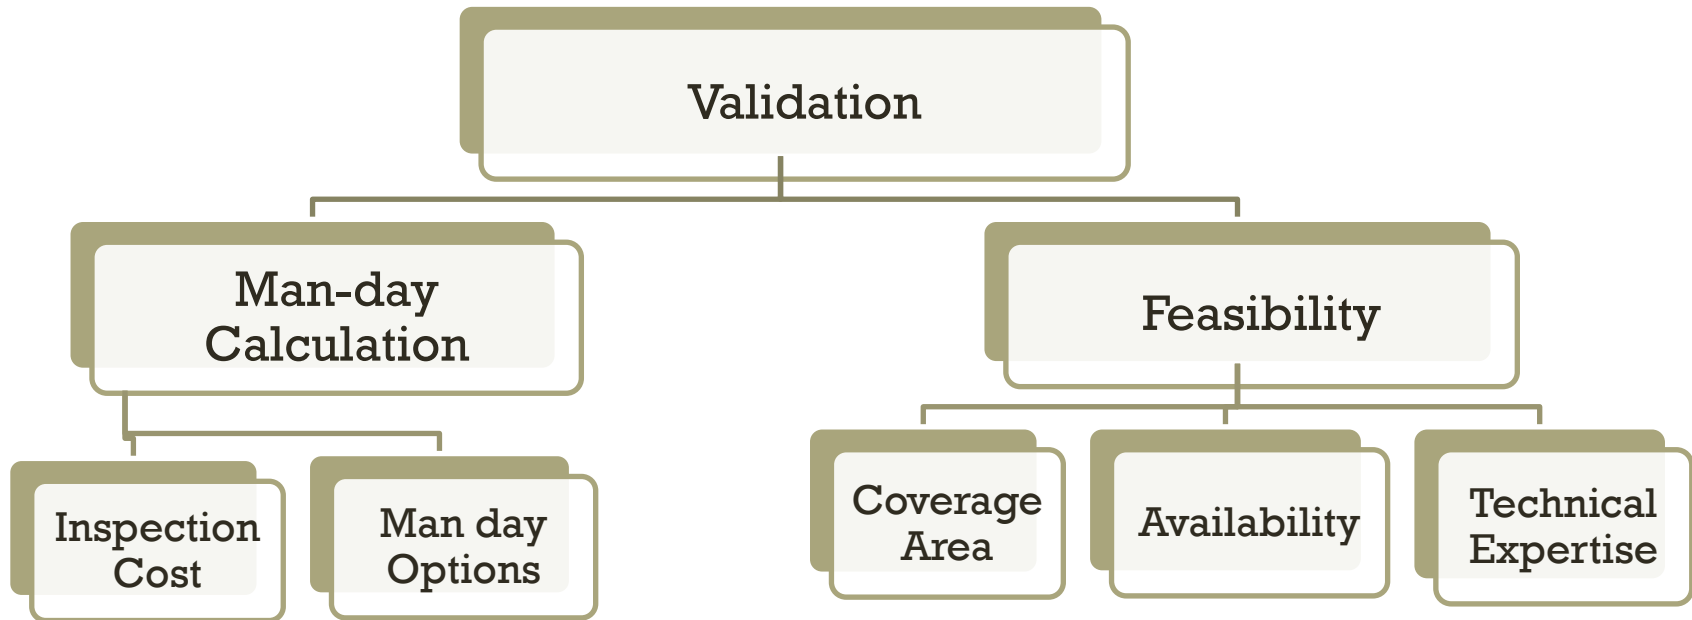 Validation
Man-day
Calculation
Feasibility
Inspection
Cost
Man day
Options
Coverage
Area
Availability
Technical
Expertise